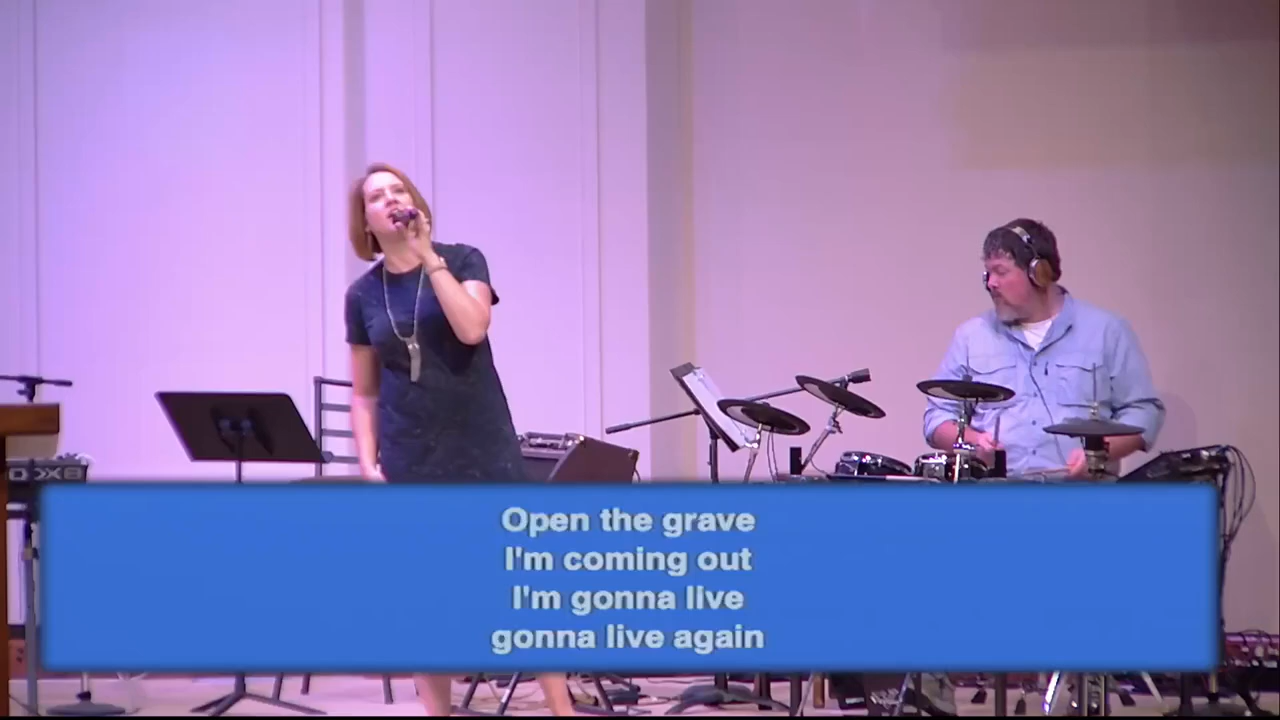 Open the grave
I'm coming out
I'm gonna live
gonna live again